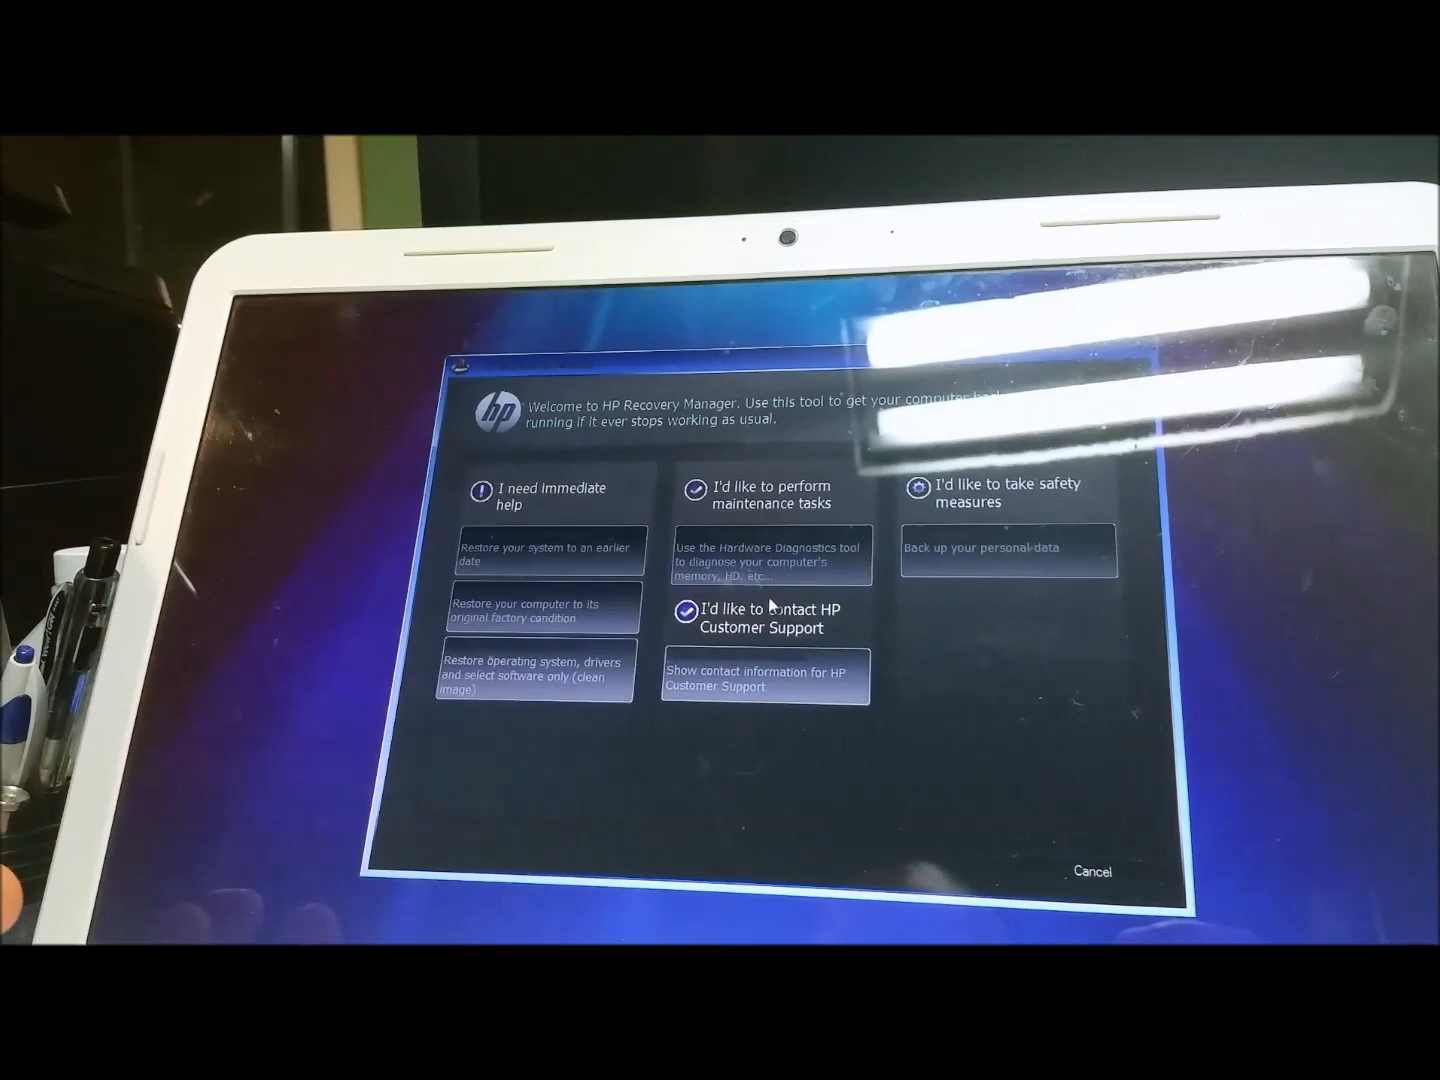 hp
Welcome to HP Recovery Manager. Use this tool to get your computer back
running if it ever stops working as usual.
I need immediate
help
Restore your system to an earlier
date
Restore your computer to its
original factory condition
Restore operating system, drivers
and select software only (clean
image)
I'd like to perform
maintenance tasks
Use the Hardware Diagnostics tool
to diagnose your computer's
memory, HD, etc...
I'd like to contact HP
Customer Support
Show contact information for HP
Customer Support
I'd like to take safety
measures
Back up your personal data
Cancel